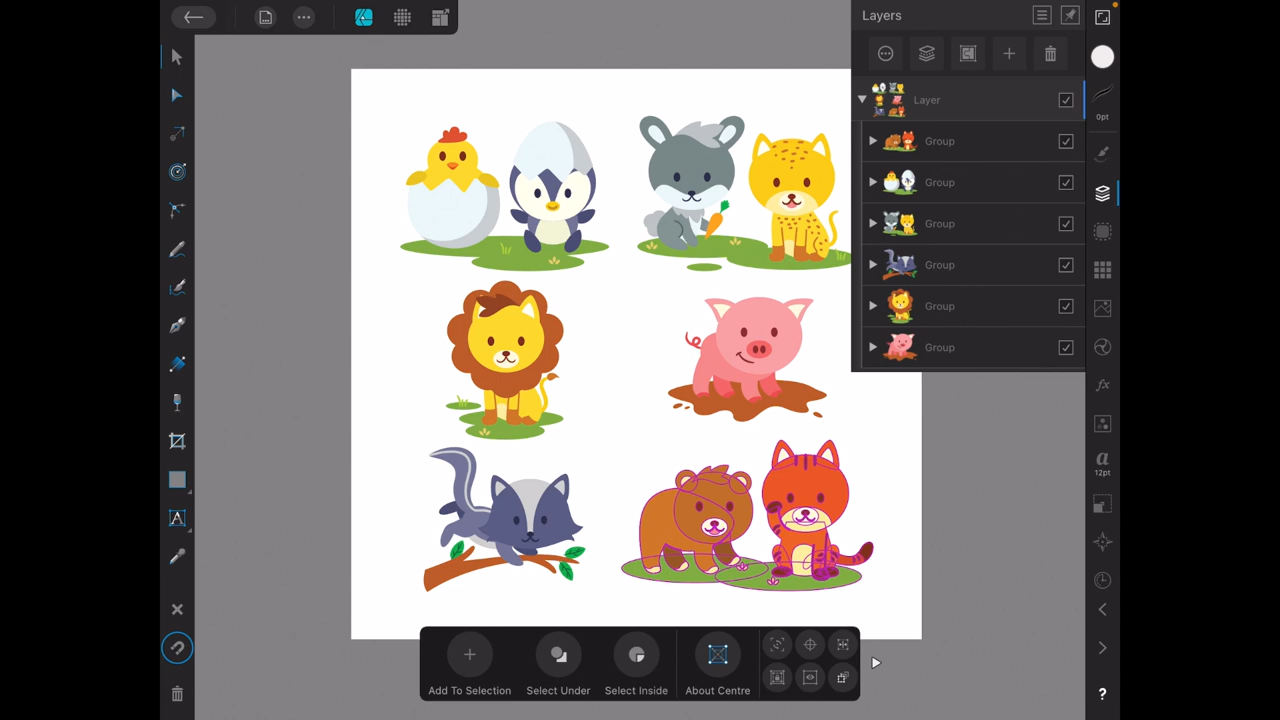 Layers
Layer
Group
Group
Group
Group
Group
Group
0pt
a
12pt
A
fx
?
Add To Selection
Select Under
Select Inside
About Centre